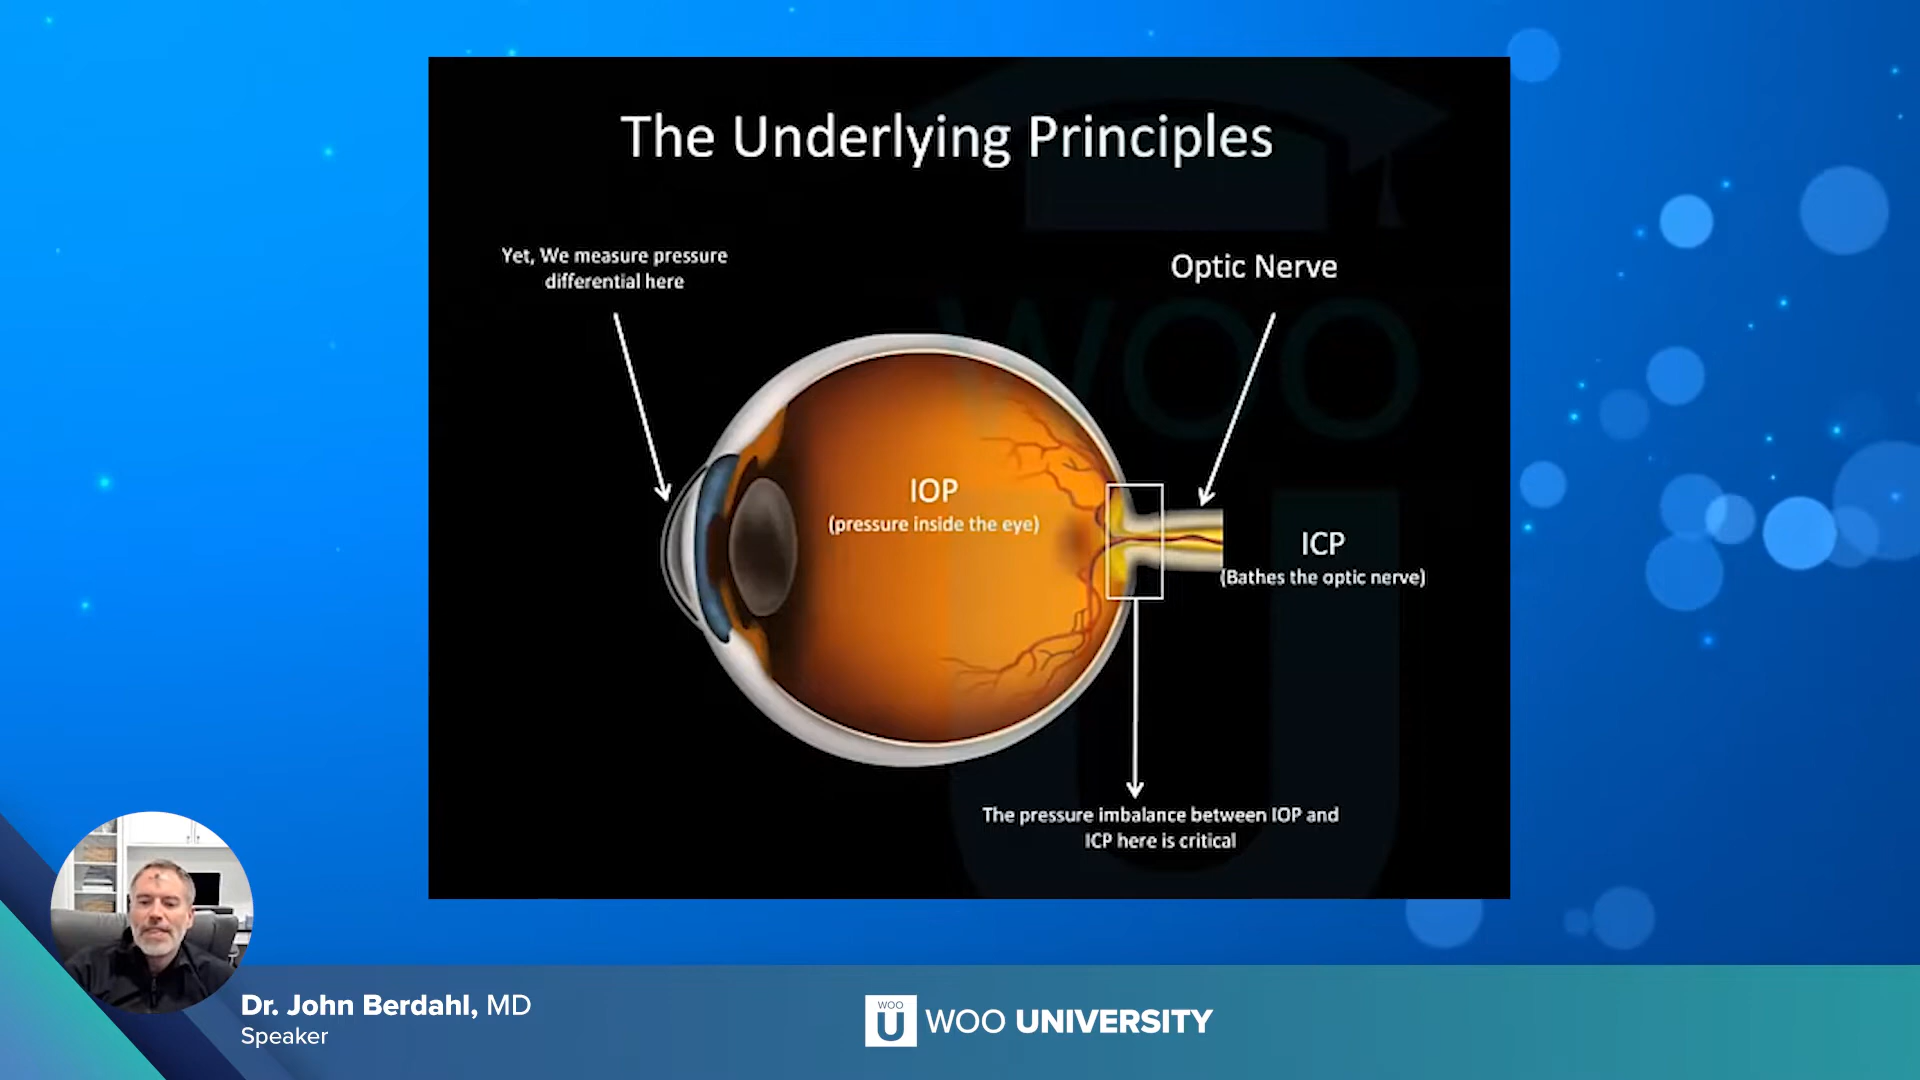 The Underlying Principles
Yet, We measure pressure
differential here
Optic Nerve
IOP
(pressure inside the eye)
ICP
(Bathes the optic nerve)
The pressure imbalance between IOP and
ICP here is critical
WOO
U
Dr. John Berdahl, MD
Speaker
WOO
U
WOO UNIVERSITY